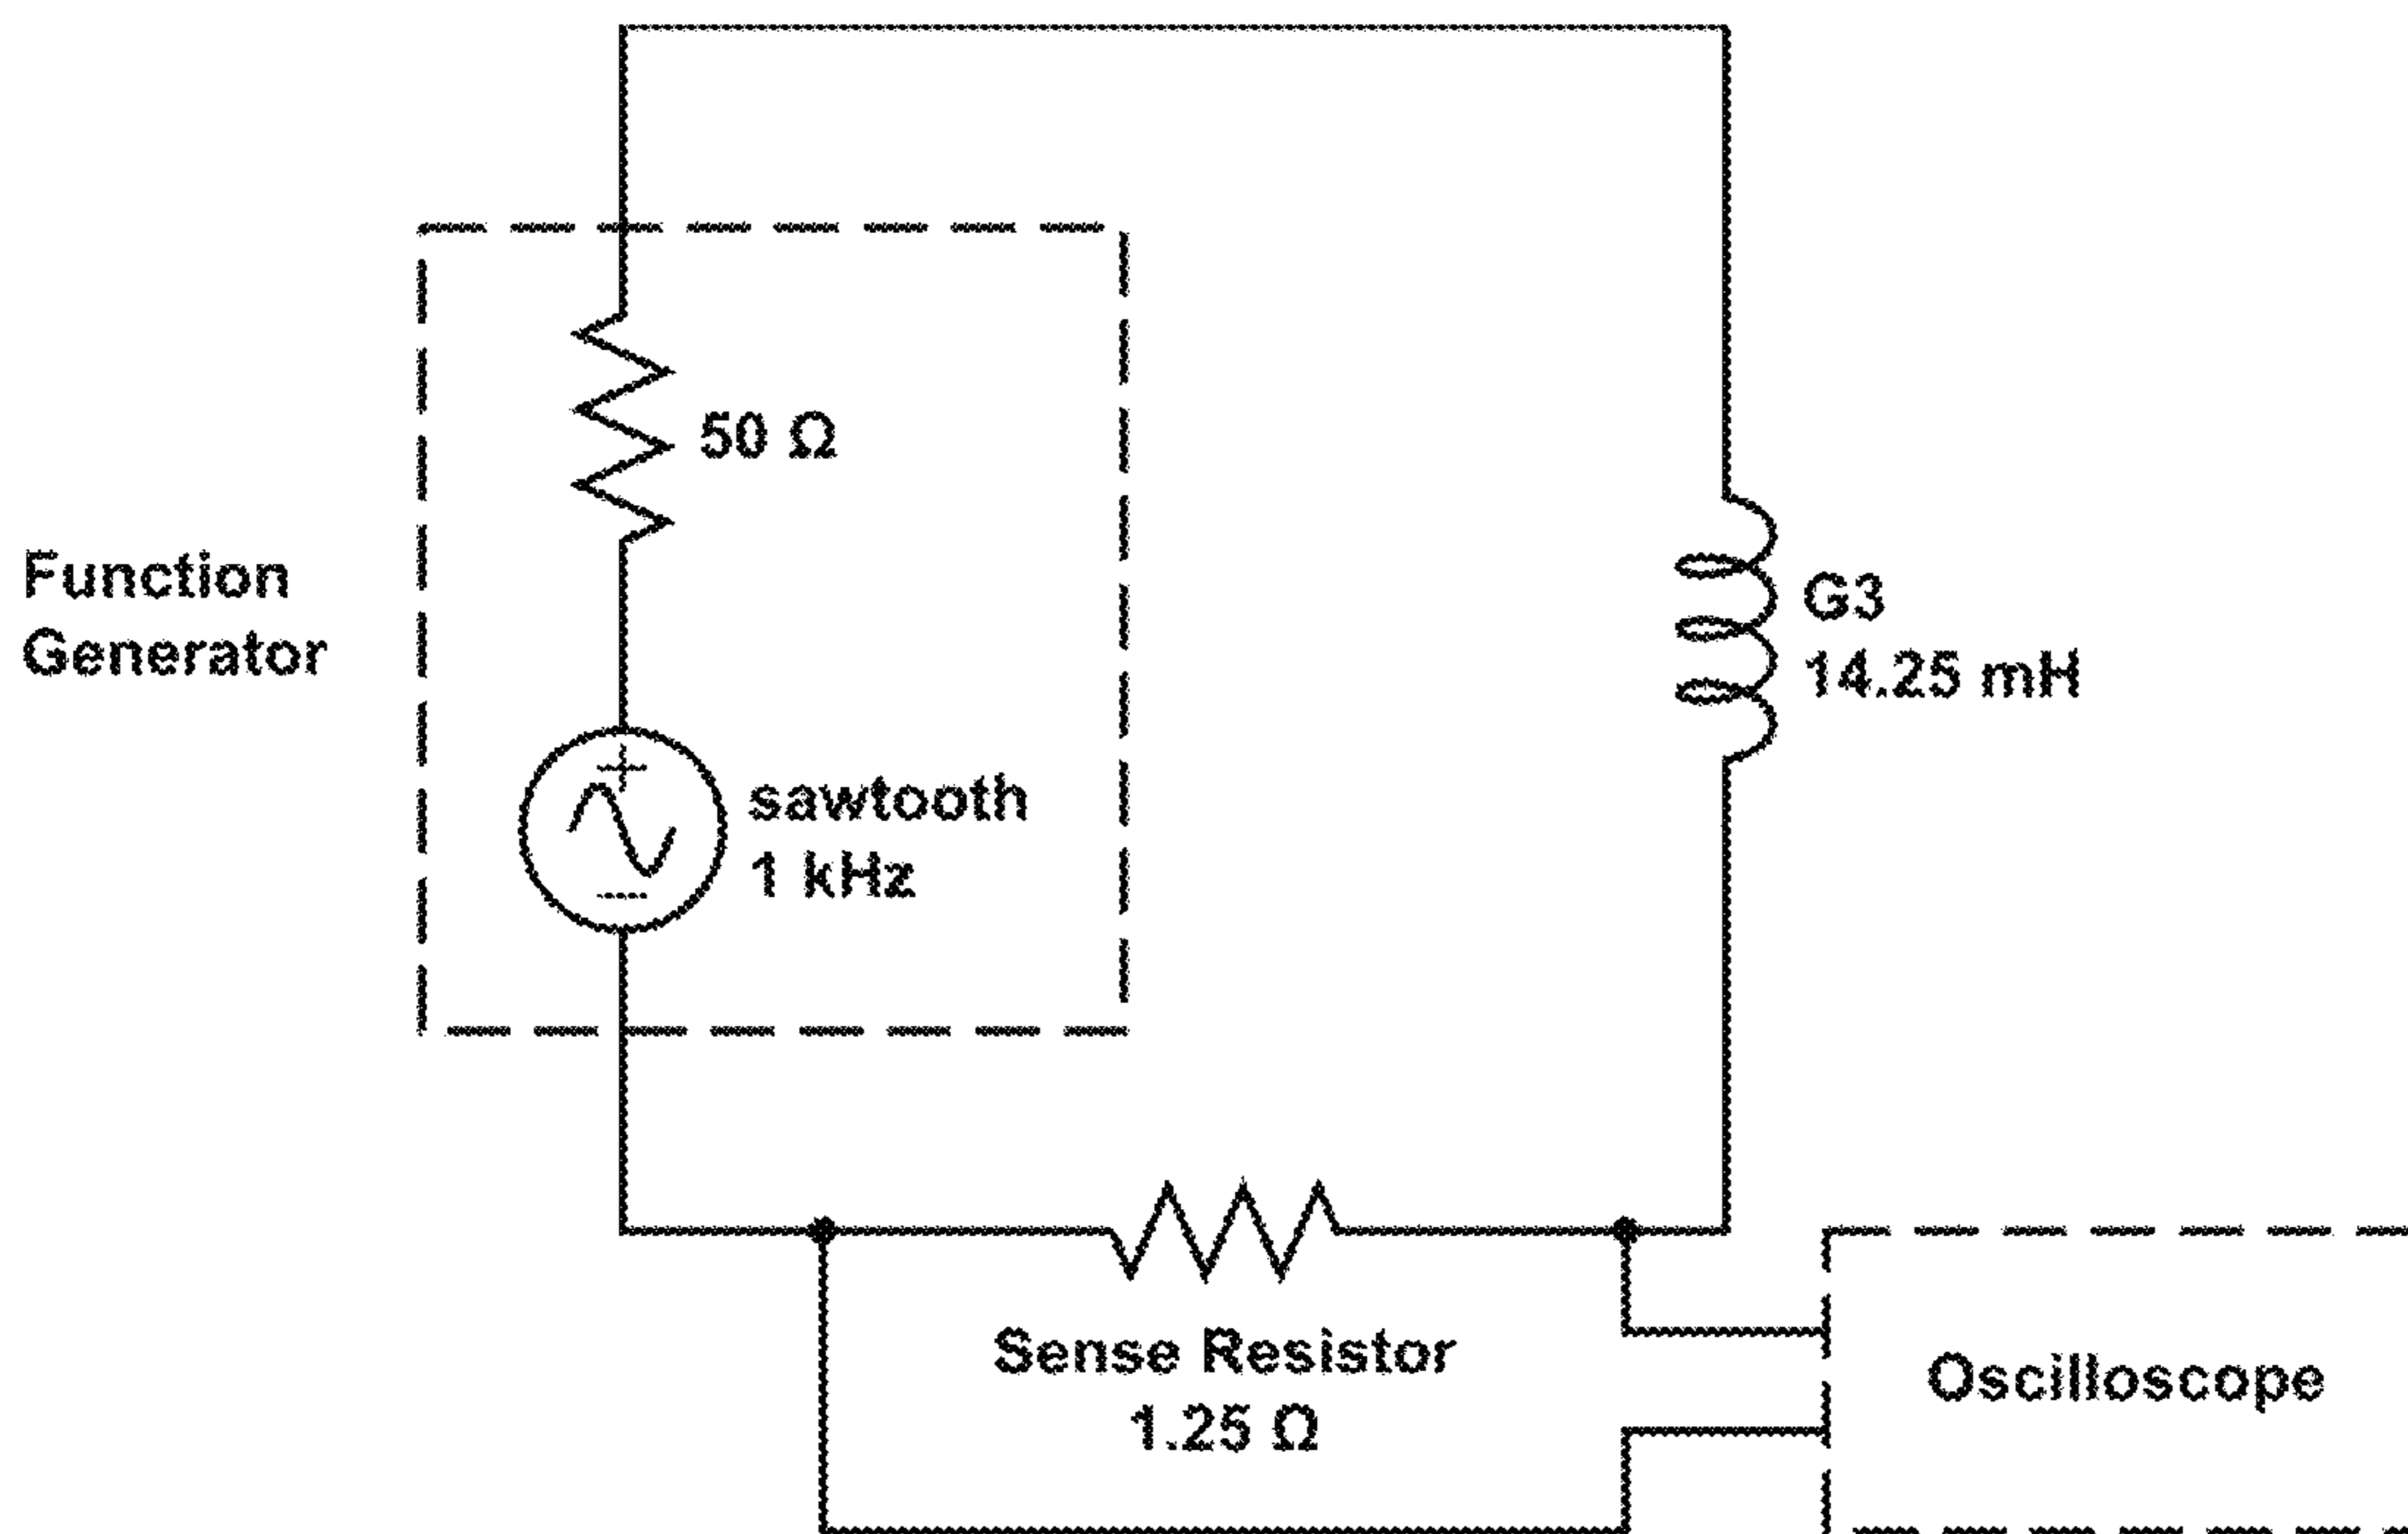 50 Ω
Function
Generator
sawtooth
1 kHz
G3
14.25 mH
Sense Resistor
1.25 Ω
Oscilloscope